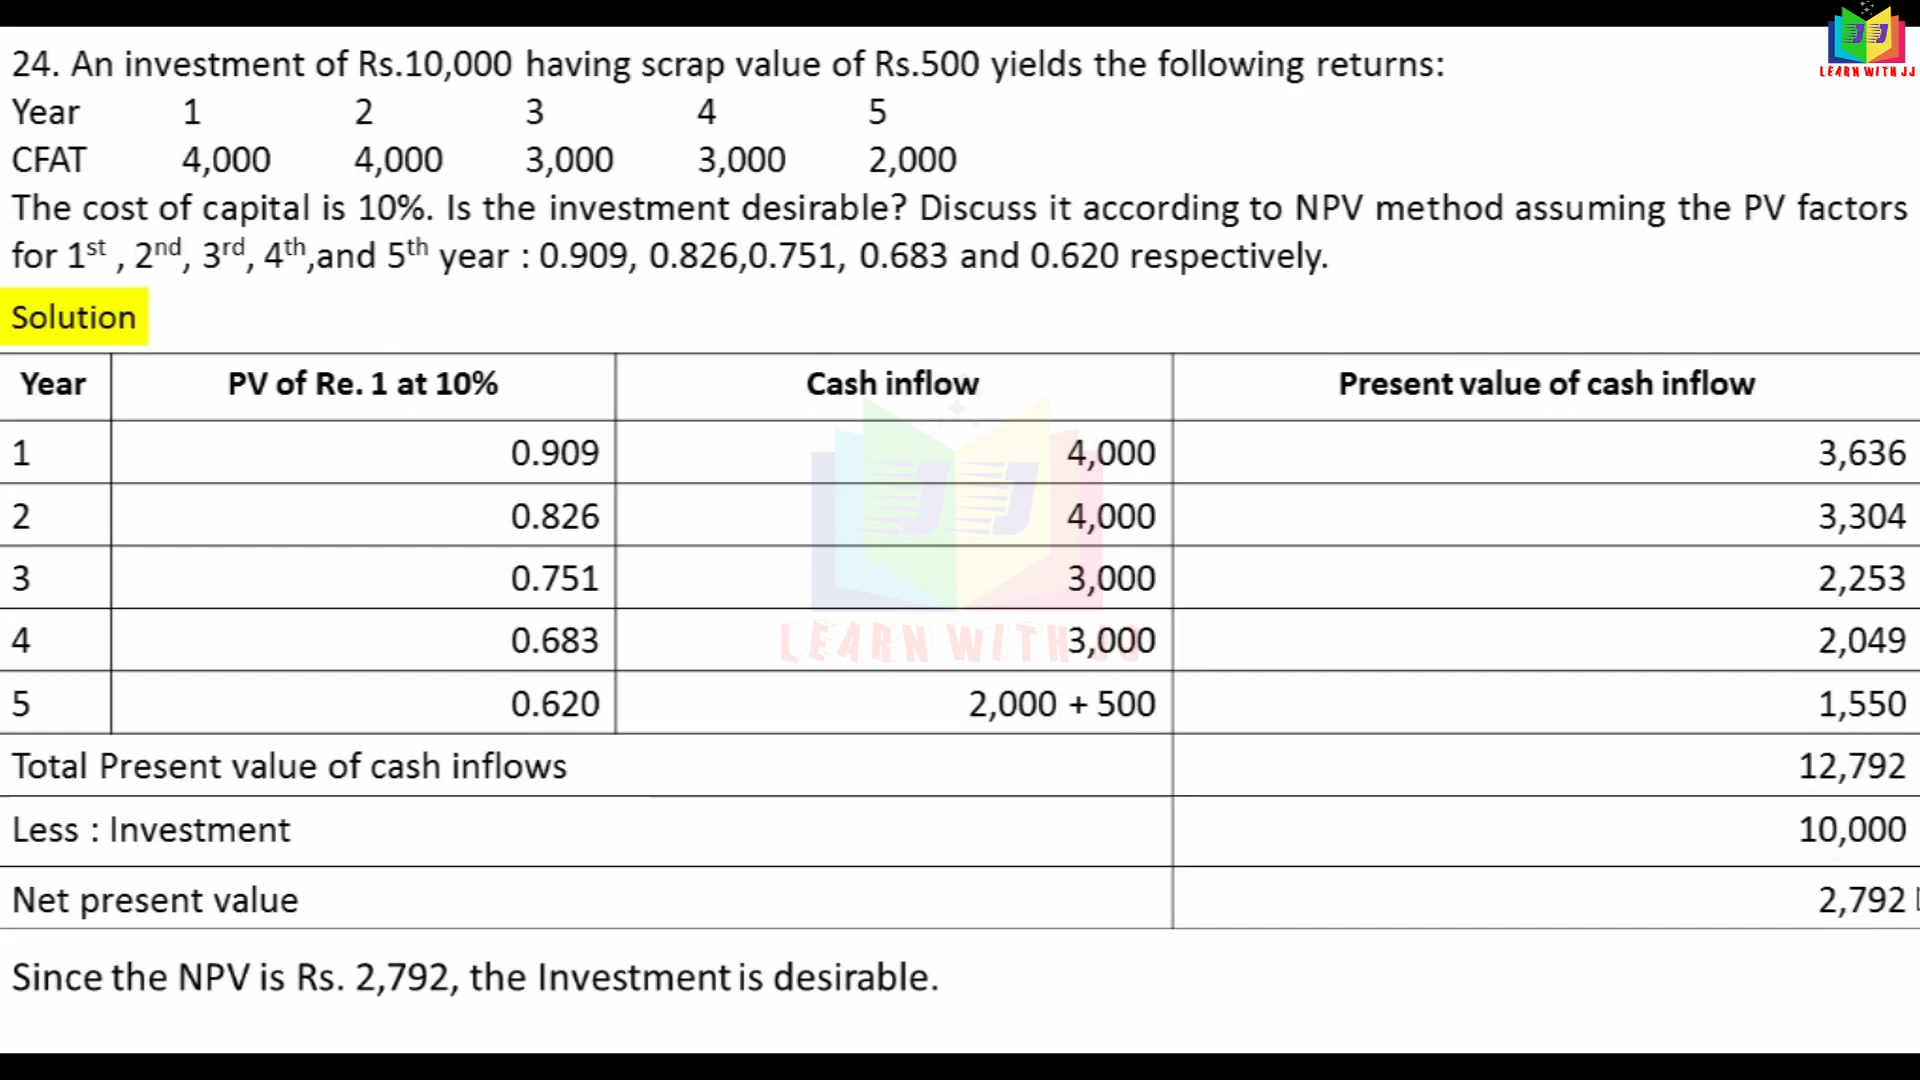 LEARN WITH JJ
24. An investment of Rs.10,000 having scrap value of Rs.500 yields the following returns:
Year 1 2 3 4 5
CFAT 4,000 4,000 3,000 3,000 2,000
The cost of capital is 10%. Is the investment desirable? Discuss it according to NPV method assuming the PV factors
for 1st , 2nd, 3rd, 4th,and 5th year : 0.909, 0.826,0.751, 0.683 and 0.620 respectively.
Solution
Year PV of Re. 1 at 10% Cash inflow Present value of cash inflow
1 0.909 4,000 3,636
2 0.826 4,000 3,304
3 0.751 3,000 2,253
4 0.683 3,000 2,049
LEARN WITH JJ
5 0.620 2,000 + 500 1,550
Total Present value of cash inflows 12,792
Less : Investment 10,000
Net present value 2,792
Since the NPV is Rs. 2,792, the Investment is desirable.